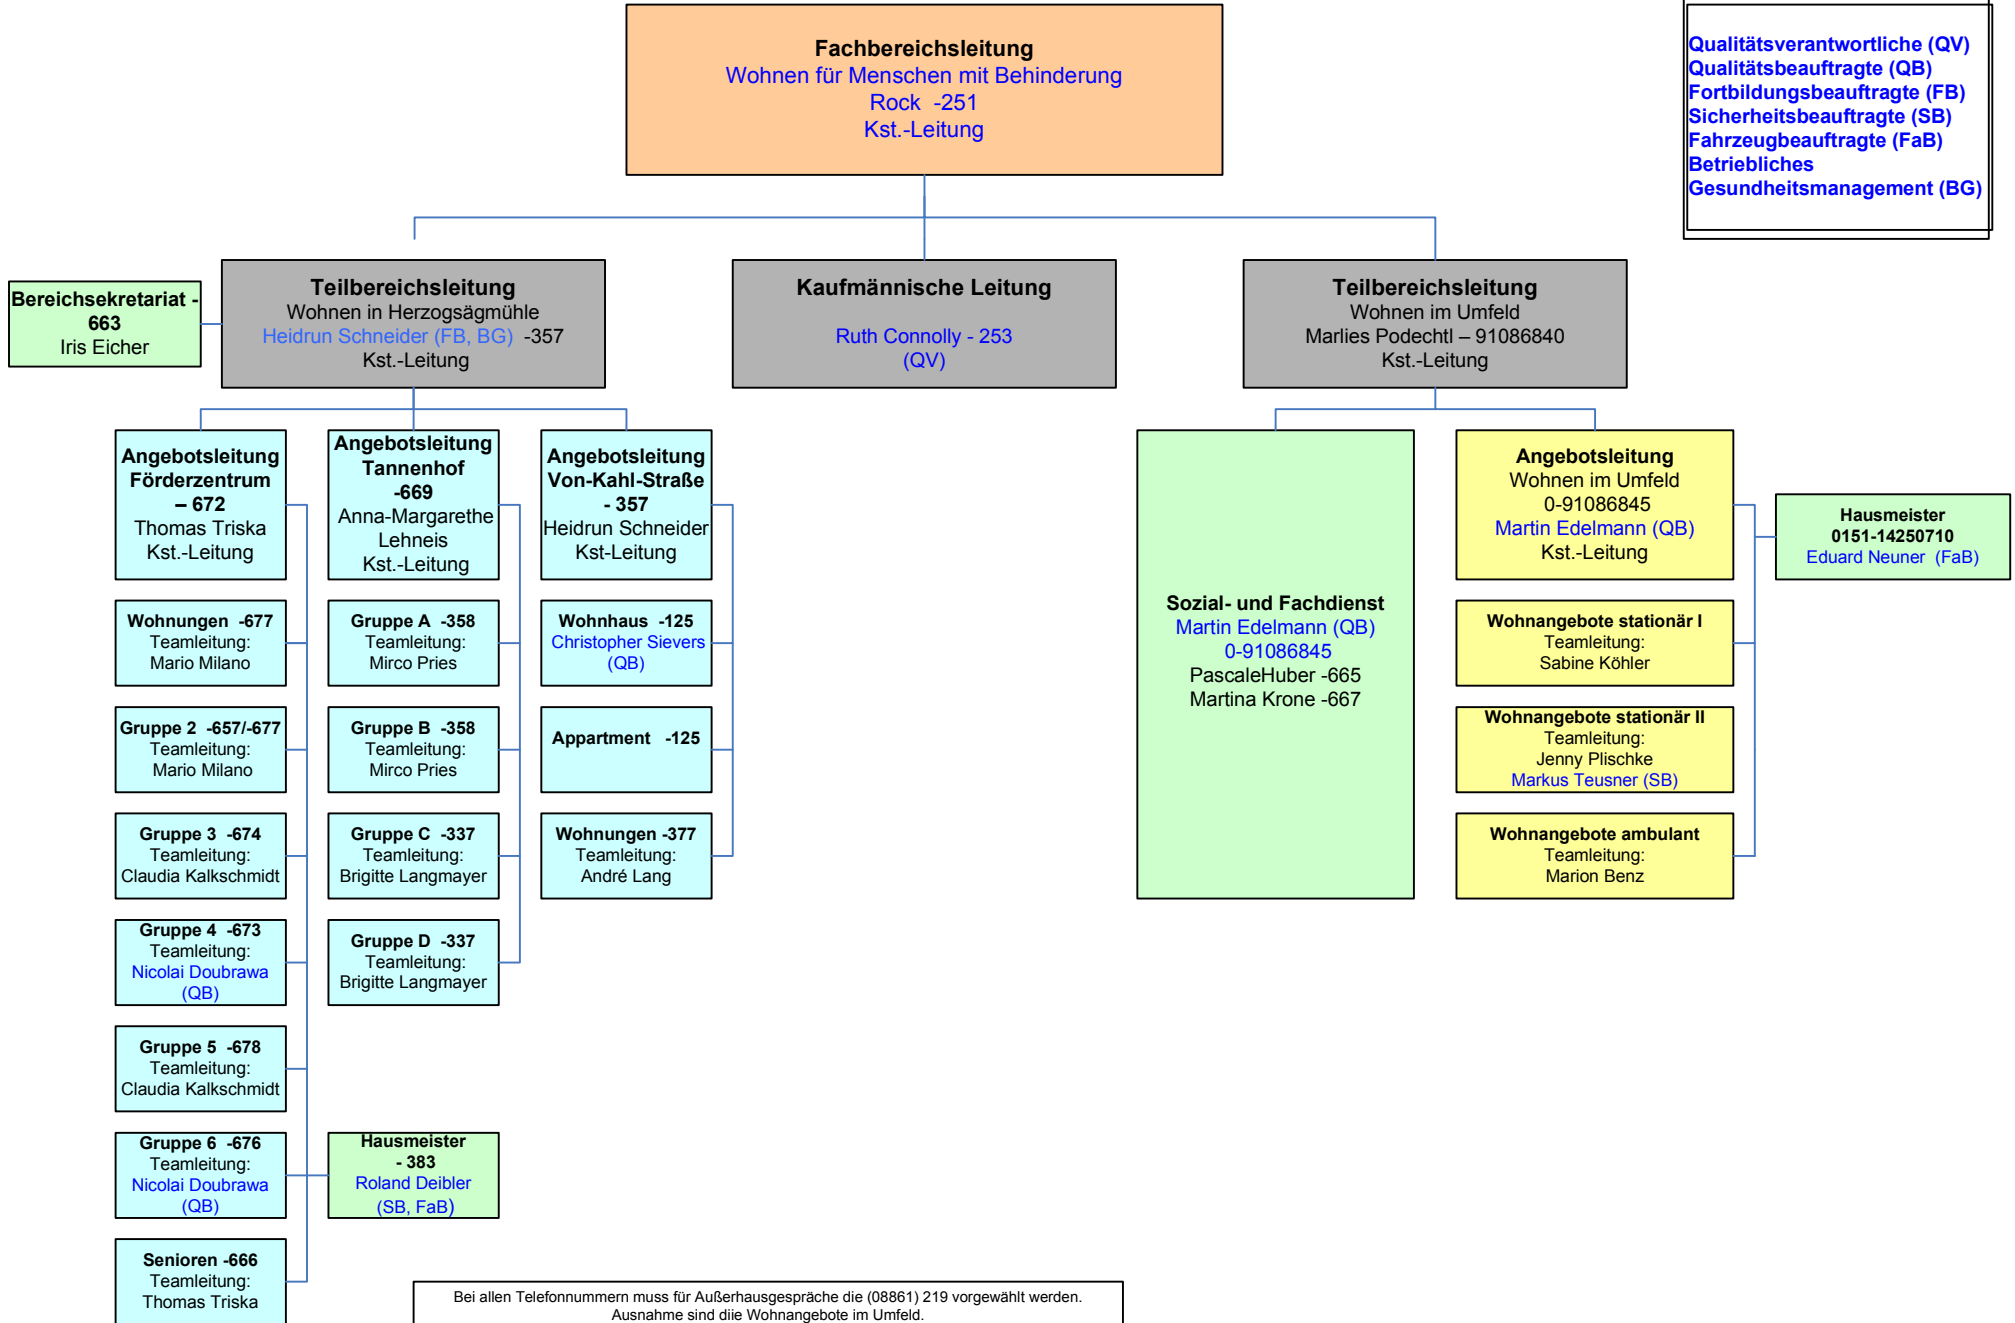 Fachbereichsleitung
Wohnen für Menschen mit Behinderung
Rock -251
Kst.-Leitung
Qualitätsverantwortliche (QV)
Qualitätsbeauftragte (QB)
Fortbildungsbeauftragte (FB)
Sicherheitsbeauftragte (SB)
Fahrzeugbeauftragte (FaB)
Betriebliches
Gesundheitsmanagement (BG)
Bereichsekretariat -
663
Iris Eicher
Teilbereichsleitung
Wohnen in Herzogsägmühle
Heidrun Schneider (FB, BG) -357
Kst.-Leitung
Kaufmännische Leitung
Ruth Connolly - 253
(QV)
Teilbereichsleitung
Wohnen im Umfeld
Marlies Podechtl – 91086840
Kst.-Leitung
Angebotsleitung
Förderzentrum
– 672
Thomas Triska
Kst.-Leitung
Wohnungen -677
Teamleitung:
Mario Milano
Gruppe 2 -657/-677
Teamleitung:
Mario Milano
Gruppe 3 -674
Teamleitung:
Claudia Kalkschmidt
Gruppe 4 -673
Teamleitung:
Nicolai Doubrawa
(QB)
Gruppe 5 -678
Teamleitung:
Claudia Kalkschmidt
Gruppe 6 -676
Teamleitung:
Nicolai Doubrawa
(QB)
Senioren -666
Teamleitung:
Thomas Triska
Hausmeister
- 383
Roland Deibler
(SB, FaB)
Angebotsleitung
Tannenhof
-669
Anna-Margarethe
Lehneis
Kst.-Leitung
Gruppe A -358
Teamleitung:
Mirco Pries
Gruppe B -358
Teamleitung:
Mirco Pries
Gruppe C -337
Teamleitung:
Brigitte Langmayer
Gruppe D -337
Teamleitung:
Brigitte Langmayer
Angebotsleitung
Von-Kahl-Straße
- 357
Heidrun Schneider
Kst-Leitung
Wohnhaus -125
Christopher Sievers
(QB)
Appartment -125
Wohnungen -377
Teamleitung:
André Lang
Sozial- und Fachdienst
Martin Edelmann (QB)
0-91086845
PascaleHuber -665
Martina Krone -667
Angebotsleitung
Wohnen im Umfeld
0-91086845
Martin Edelmann (QB)
Kst.-Leitung
Hausmeister
0151-14250710
Eduard Neuner (FaB)
Wohnangebote stationär I
Teamleitung:
Sabine Köhler
Wohnangebote stationär II
Teamleitung:
Jenny Plischke
Markus Teusner (SB)
Wohnangebote ambulant
Teamleitung:
Marion Benz
Bei allen Telefonnummern muss für Außerhausgespräche die (08861) 219 vorgewählt werden.
Ausnahme sind diie Wohnangebote im Umfeld.